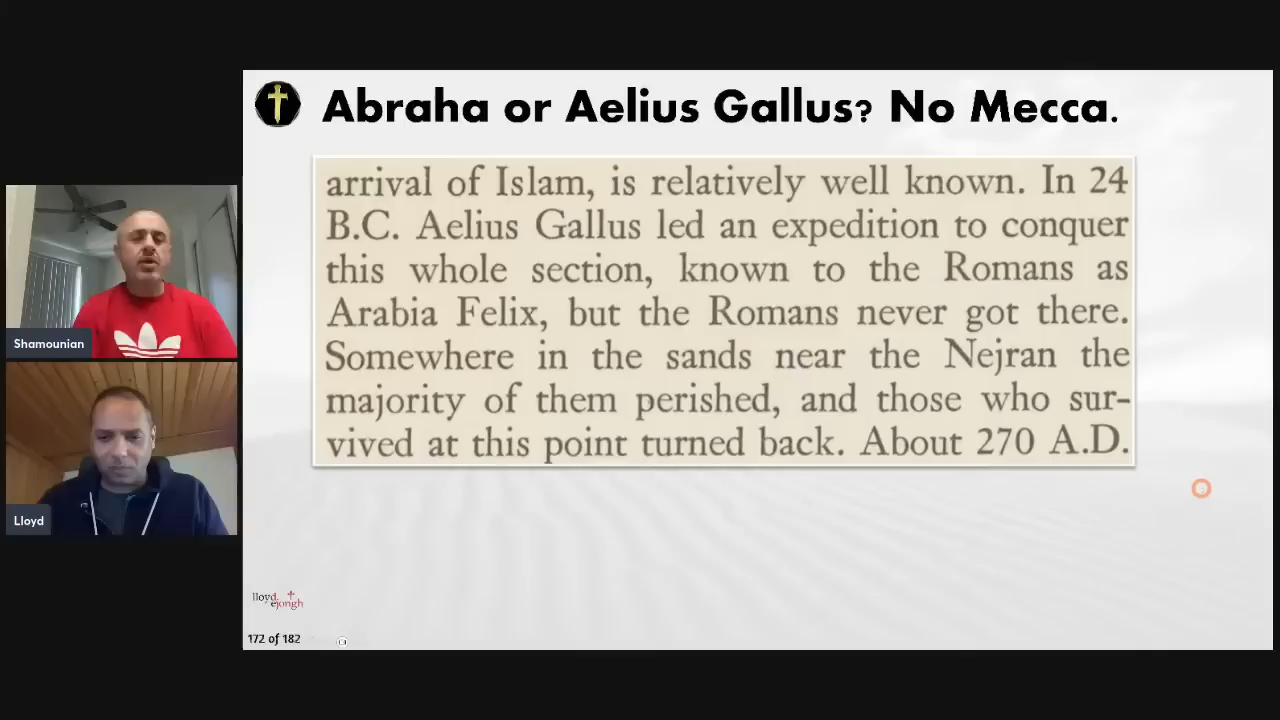 Abraha or Aelius Gallus? No Mecca.
arrival of Islam, is relatively well known. In 24
B.C. Aelius Gallus led an expedition to conquer
this whole section, known to the Romans as
Arabia Felix, but the Romans never got there.
Somewhere in the sands near the Nejran the
majority of them perished, and those who sur-
vived at this point turned back. About 270 A.D.
Shamounian
Lloyd
lloyd.
ejongh
172 of 182